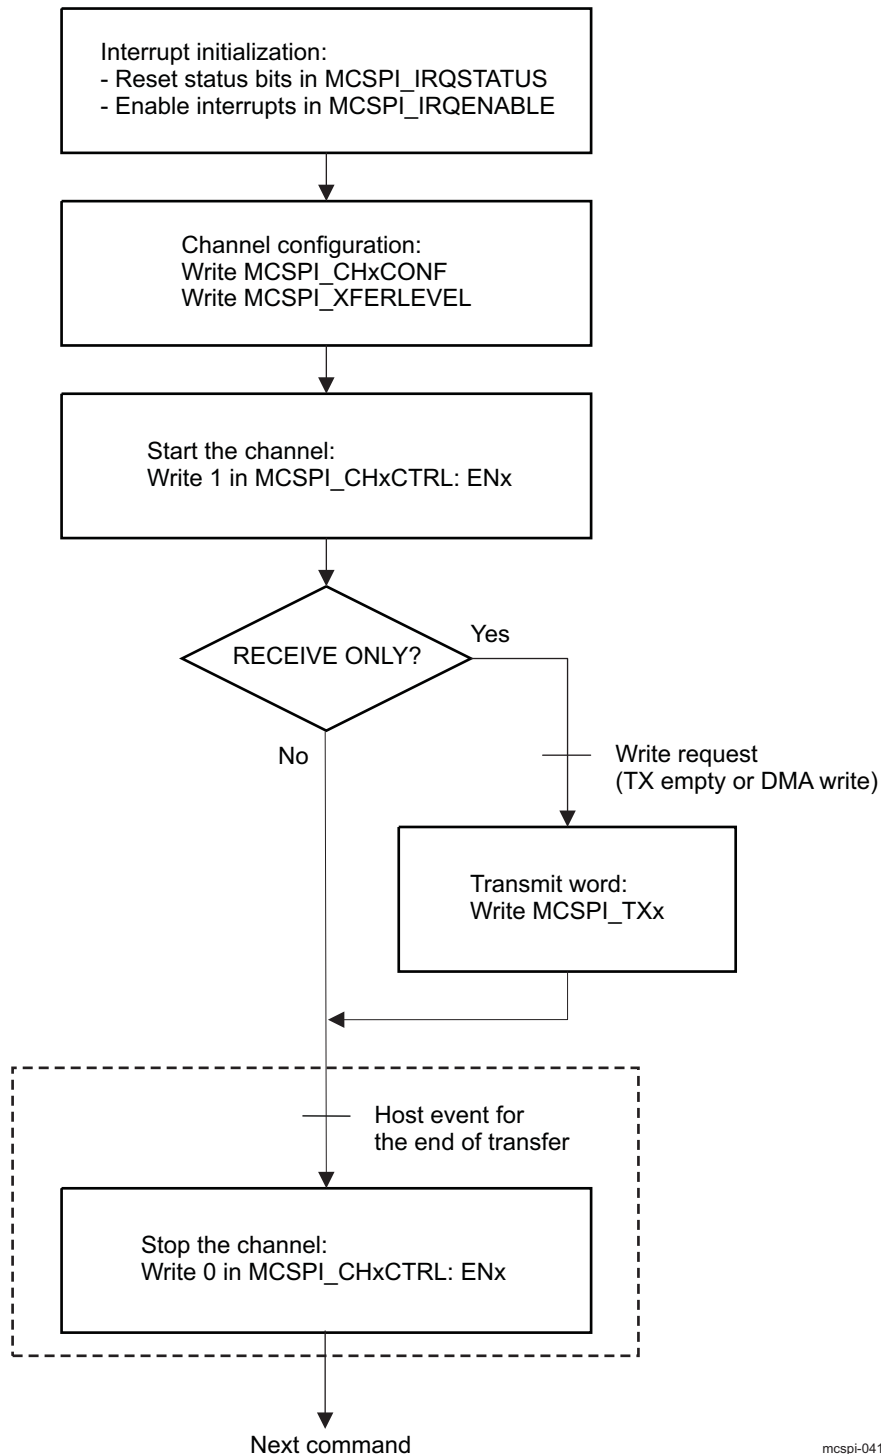 Interrupt initialization:
- Reset status bits in MCSPI_IRQSTATUS
- Enable interrupts in MCSPI_IRQENABLE
Channel configuration:
Write MCSPI_CHxCONF
Write MCSPI_XFERLEVEL
Start the channel:
Write 1 in MCSPI_CHxCTRL: ENx
RECEIVE ONLY?
Yes
No
Write request
(TX empty or DMA write)
Transmit word:
Write MCSPI_TXx
Host event for
the end of transfer
Stop the channel:
Write 0 in MCSPI_CHxCTRL: ENx
Next command
mcspi-041